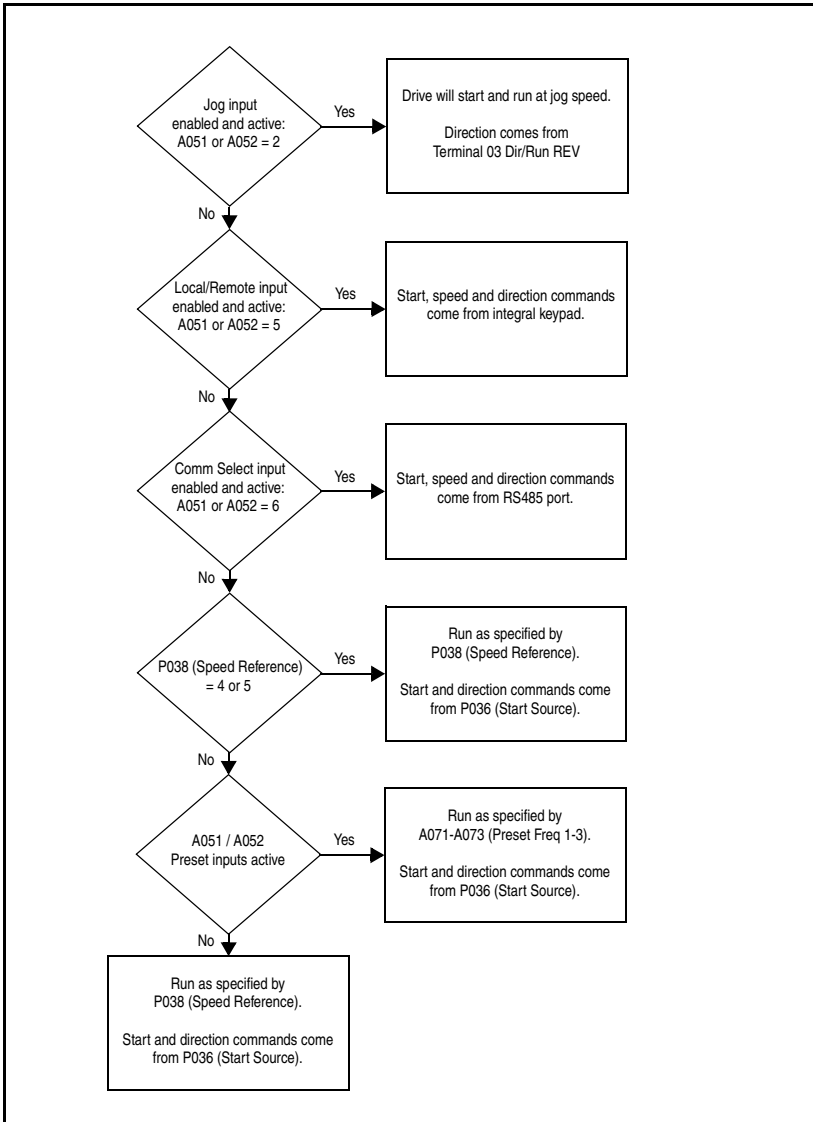 Jog input
enabled and active:
A051 or A052 = 2
Yes
Drive will start and run at jog speed.
Direction comes from
Terminal 03 Dir/Run REV
No
Local/Remote input
enabled and active:
A051 or A052 = 5
Yes
Start, speed and direction commands
come from integral keypad.
No
Comm Select input
enabled and active:
A051 or A052 = 6
Yes
Start, speed and direction commands
come from RS485 port.
No
P038 (Speed Reference)
= 4 or 5
Yes
Run as specified by
P038 (Speed Reference).
Start and direction commands come
from P036 (Start Source).
No
A051 / A052
Preset inputs active
Yes
Run as specified by
A071-A073 (Preset Freq 1-3).
Start and direction commands come
from P036 (Start Source).
No
Run as specified by
P038 (Speed Reference).
Start and direction commands come
from P036 (Start Source).